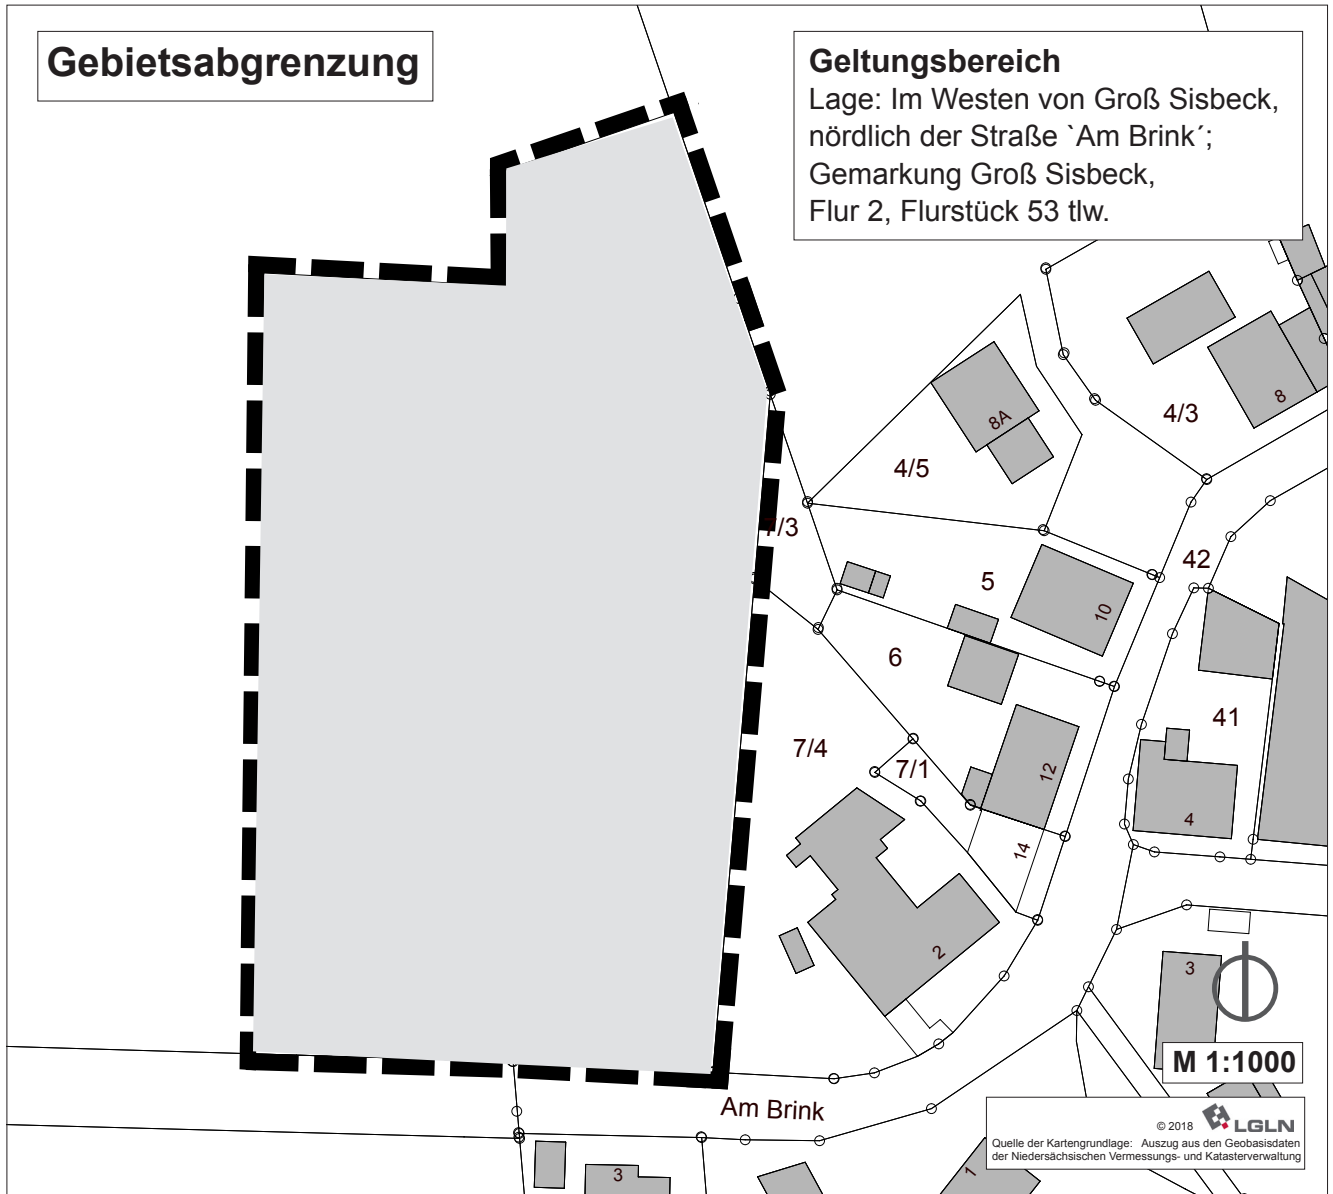 Gebietsabgrenzung
Geltungsbereich
Lage: Im Westen von Groß Sisbeck,
nördlich der Straße `Am Brink´;
Gemarkung Groß Sisbeck,
Flur 2, Flurstück 53 tlw.
4/3
8
8A
4/5
7/3
42
5
10
6
41
7/4
7/1
12
4
14
2
3
M 1:1000
Am Brink
© 2018 LGLN
Quelle der Kartengrundlage: Auszug aus den Geobasisdaten
der Niedersächsischen Vermessungs- und Katasterverwaltung
3
1